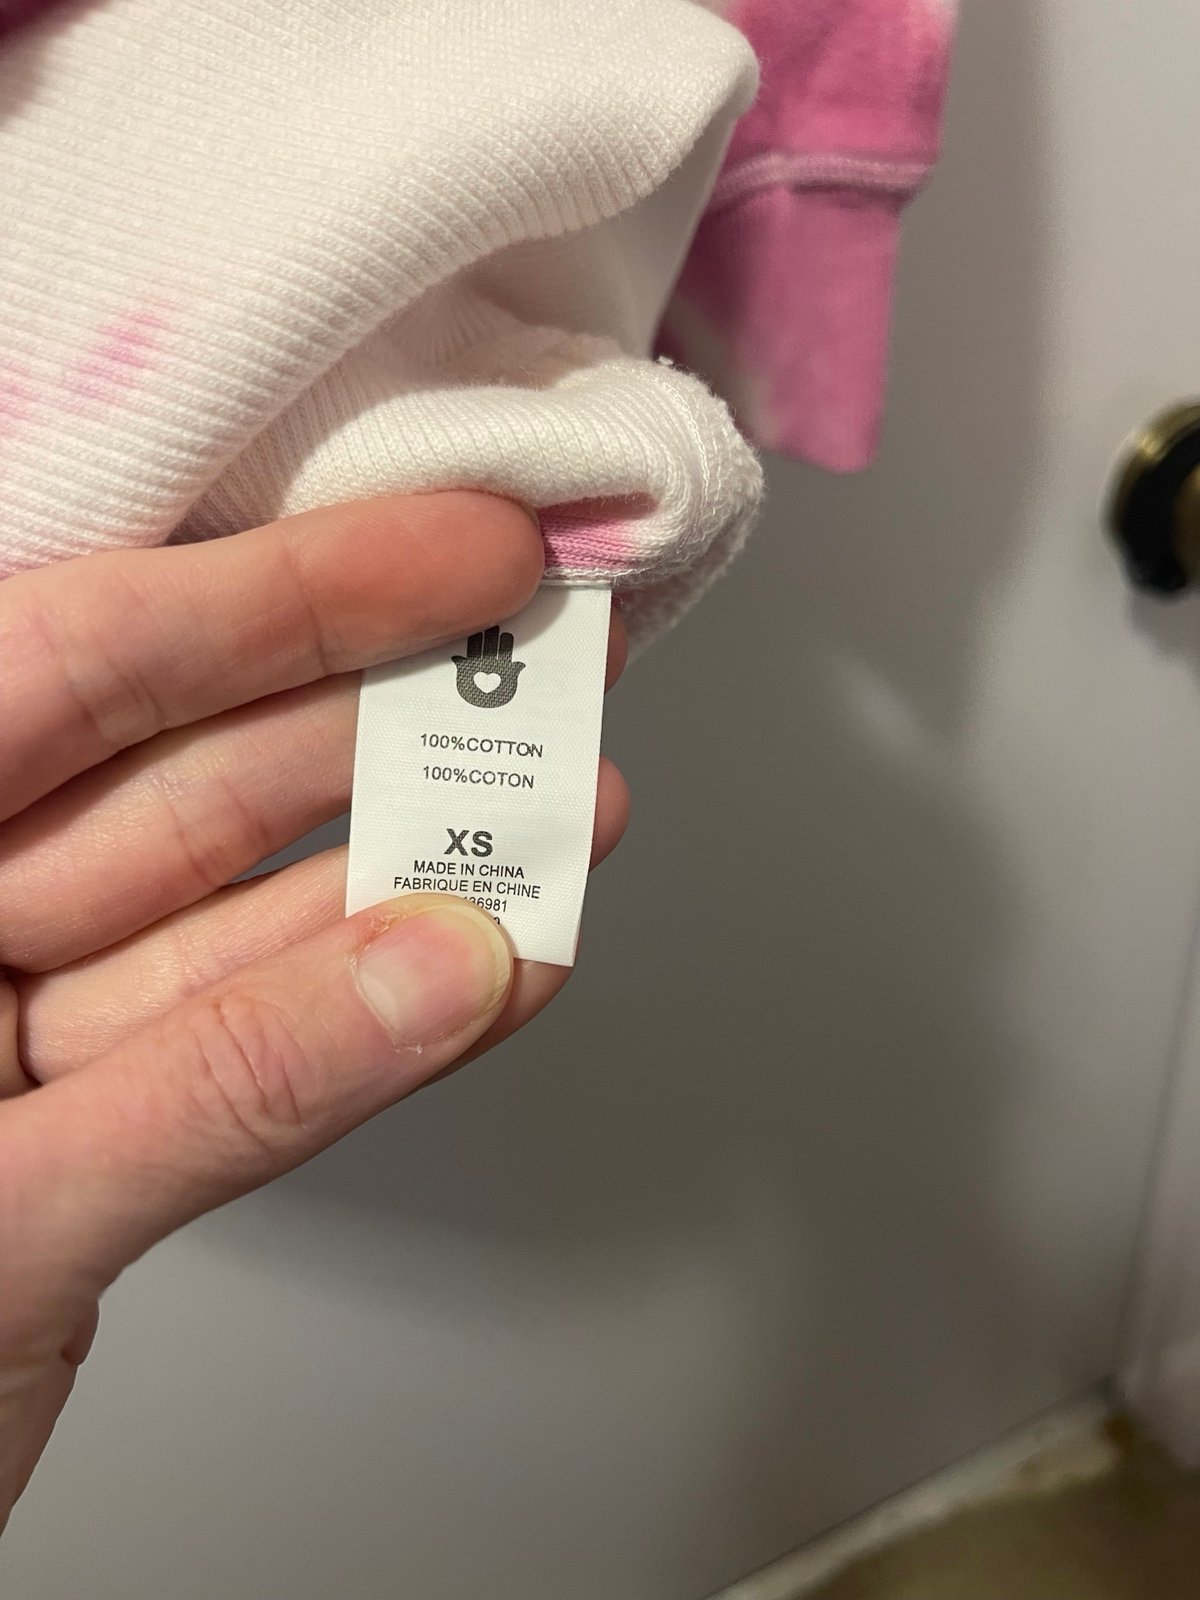 100%COTTON
100%COTON
XS
MADE IN CHINA
FABRIQUE EN CHINE